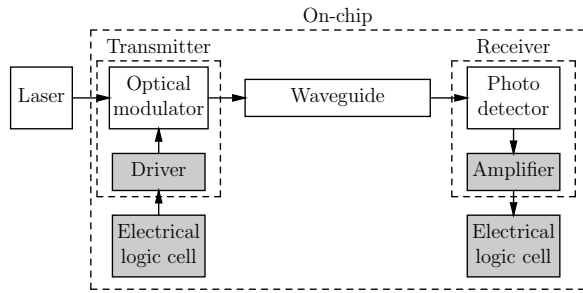 On-chip
Transmitter
Receiver
Laser
Optical
modulator
Waveguide
Photo
detector
Driver
Amplifier
Electrical
logic cell
Electrical
logic cell